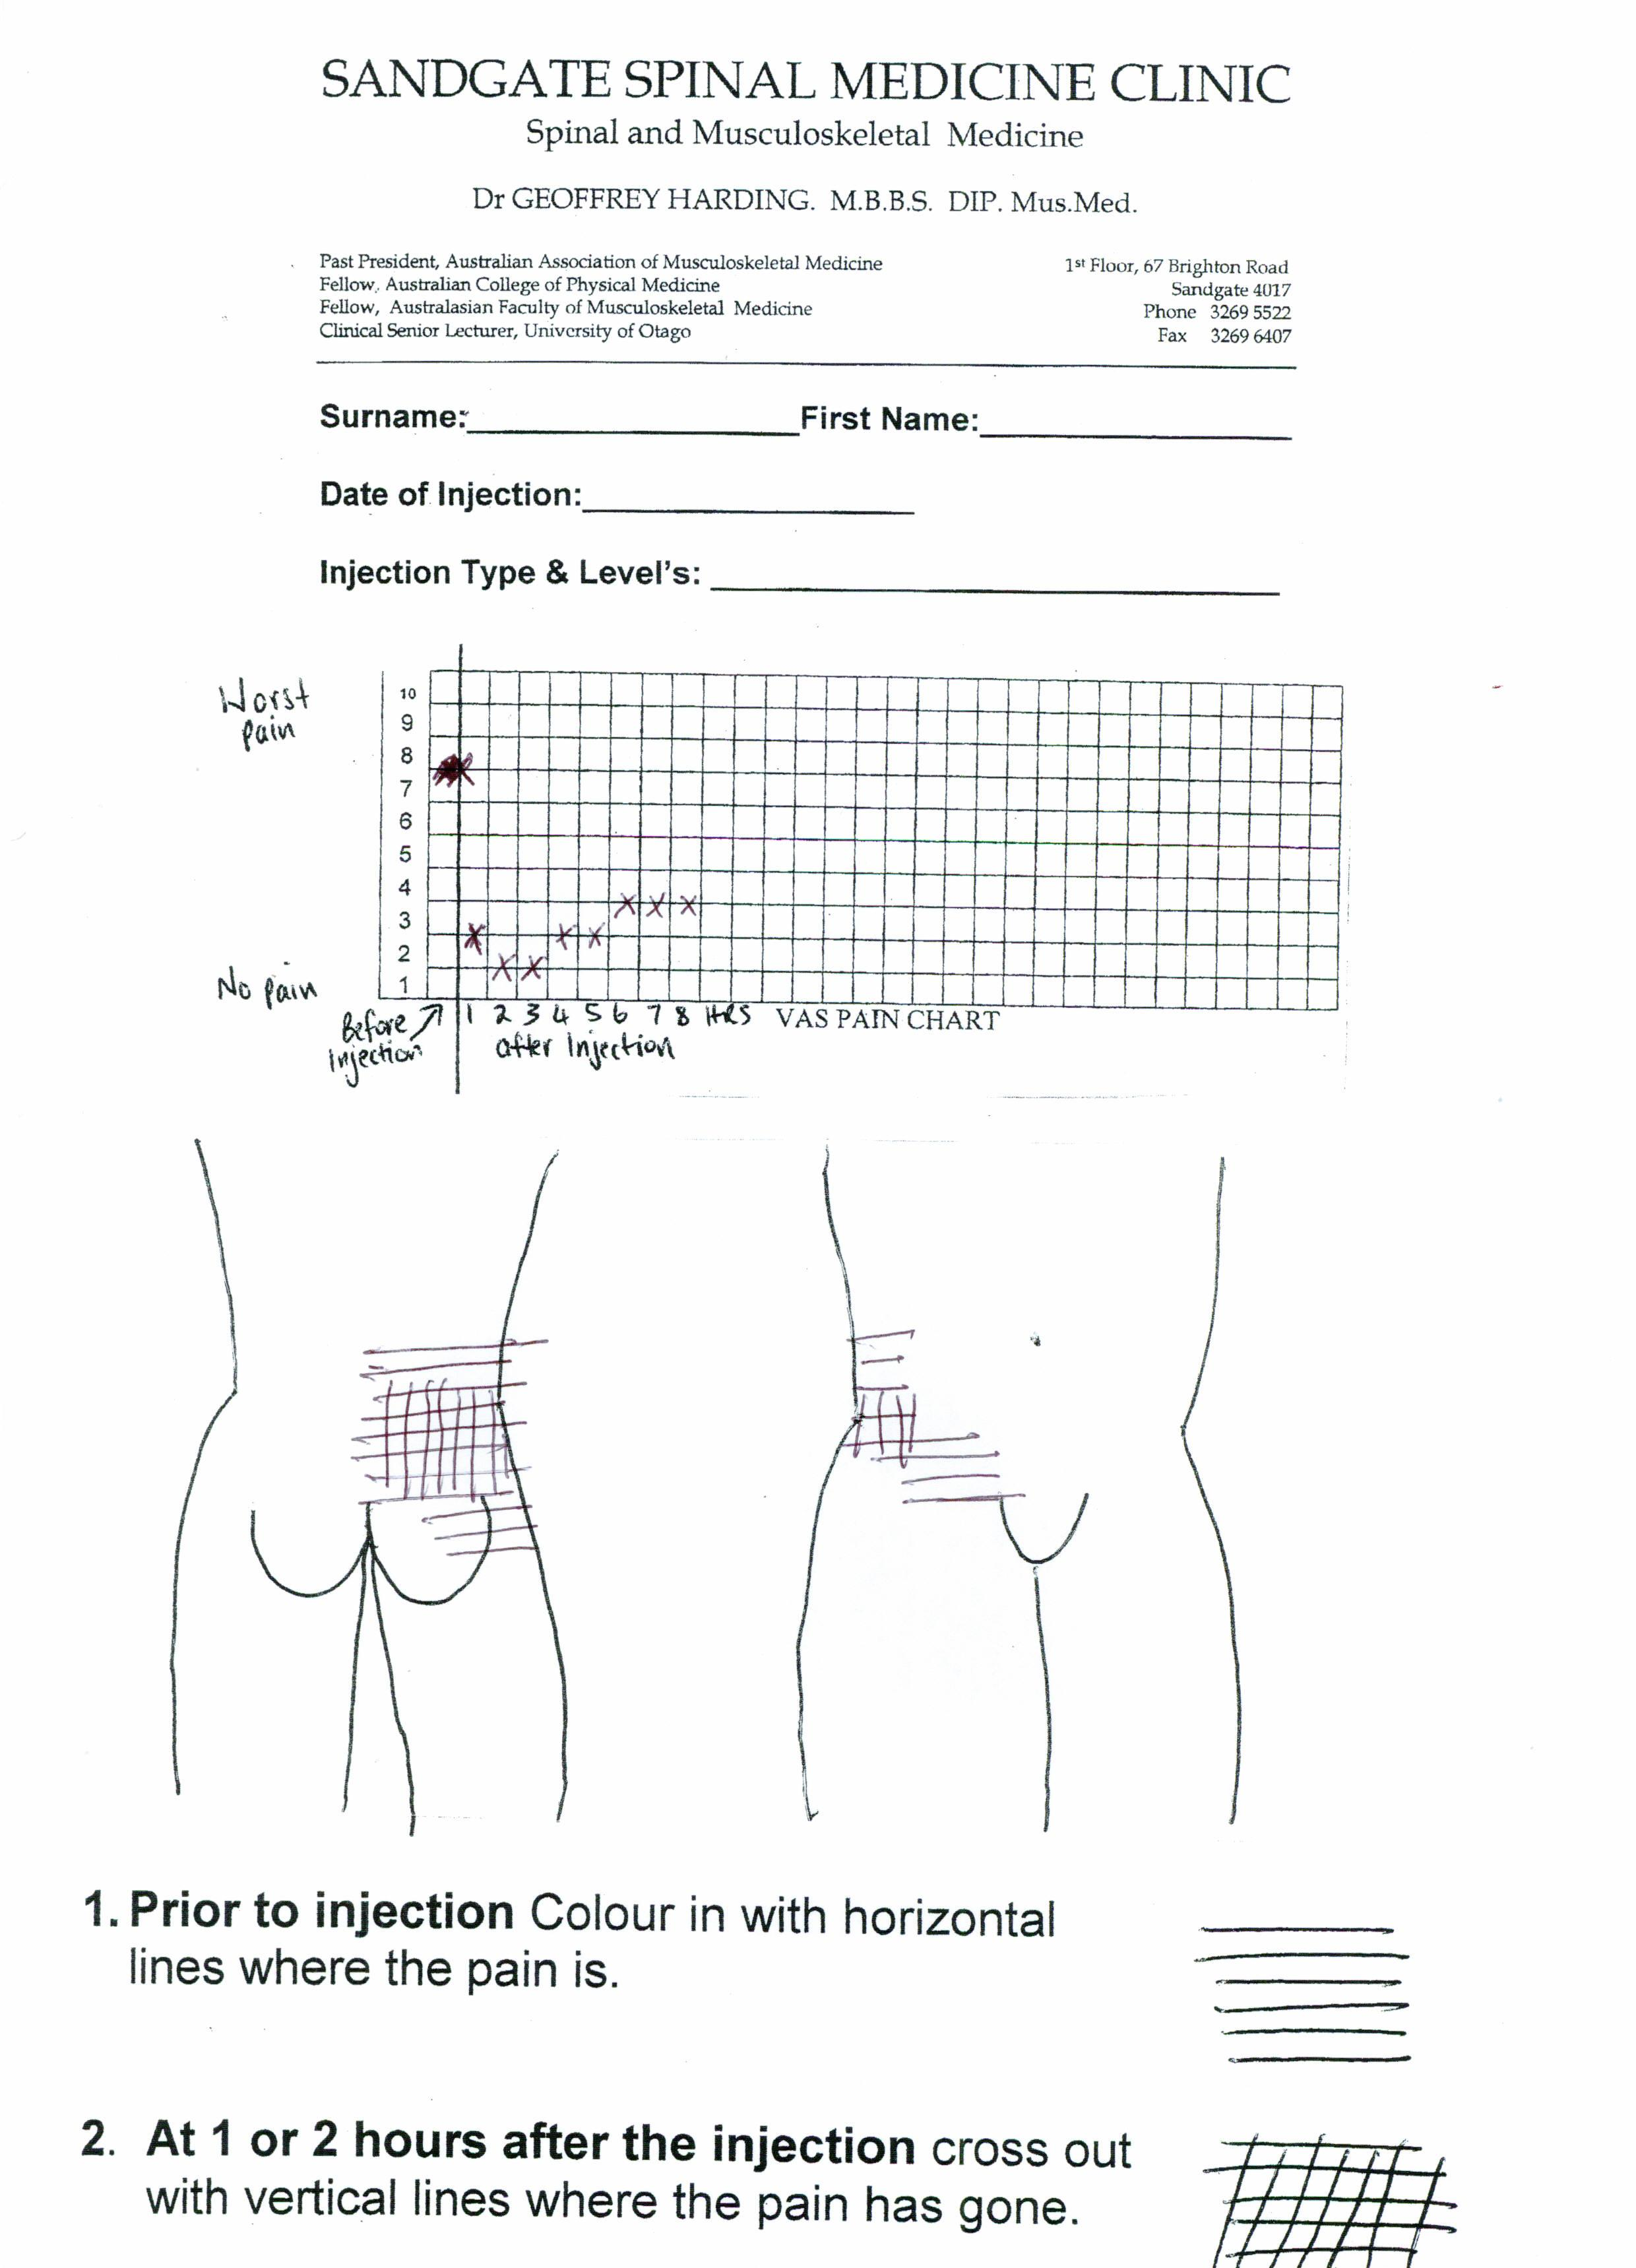 SANDGATE SPINAL MEDICINE CLINIC
Spinal and Musculoskeletal Medicine
Dr GEOFFREY HARDING. M.B.B.S. DIP. Mus.Med.
Past President, Australian Association of Musculoskeletal Medicine
Fellow, Australian College of Physical Medicine
Fellow, Australasian Faculty of Musculoskeletal Medicine
Clinical Senior Lecturer, University of Otago
1st Floor, 67 Brighton Road
Sandgate 4017
Phone 3269 5522
Fax 3269 6407
Surname: First Name:
Date of Injection:
Injection Type & Level's:
Worst
pain
10
9
8
7
6
5
4
3
2
1
No pain
Before
Injection
1 2 3 4 5 6 7 8 HRS
after Injection
VAS PAIN CHART
1. Prior to injection Colour in with horizontal
lines where the pain is.
2. At 1 or 2 hours after the injection cross out
with vertical lines where the pain has gone.